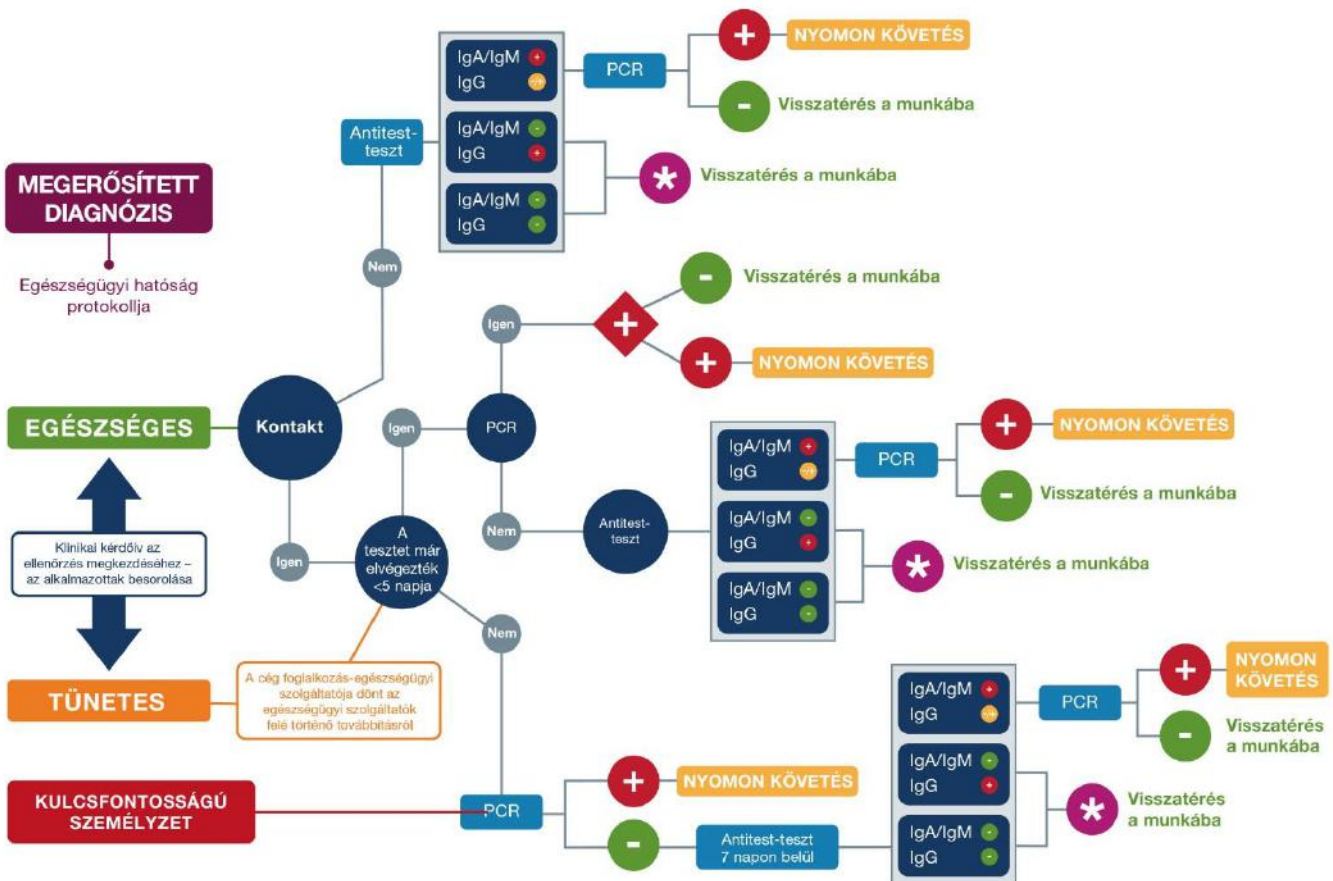 MEGERŐSÍTETT
DIAGNÓZIS
Egészségügyi hatóság
protokollja
EGÉSZSÉGES
Klinikai kérdőív az
ellenőrzés megkezdéséhez –
az alkalmazottak besorolása
TÜNETES
A cég foglalkozás-egészségügyi
szolgáltatója dönt az
egészségügyi szolgáltatók
felé történő továbbításról
KULCSFONTOSSÁGÚ
SZEMÉLYZET
Kontakt
Nem
Antitest-
teszt
IgA/IgM +
IgG -/+
IgA/IgM -
IgG +
IgA/IgM -
IgG -
PCR
+
NYOMON KÖVETÉS
-
Visszatérés a munkába
*
Visszatérés a munkába
Igen
A
tesztet már
elvégezték
<5 napja
Igen
PCR
Igen
+
-
Visszatérés a munkába
+
NYOMON KÖVETÉS
Nem
Antitest-
teszt
IgA/IgM +
IgG -/+
IgA/IgM -
IgG +
IgA/IgM -
IgG -
PCR
+
NYOMON KÖVETÉS
-
Visszatérés a munkába
*
Visszatérés a munkába
Nem
PCR
+
NYOMON KÖVETÉS
-
Antitest-teszt
7 napon belül
IgA/IgM +
IgG -/+
IgA/IgM -
IgG +
IgA/IgM -
IgG -
PCR
+
NYOMON
KÖVETÉS
-
Visszatérés
a munkába
*
Visszatérés
a munkába